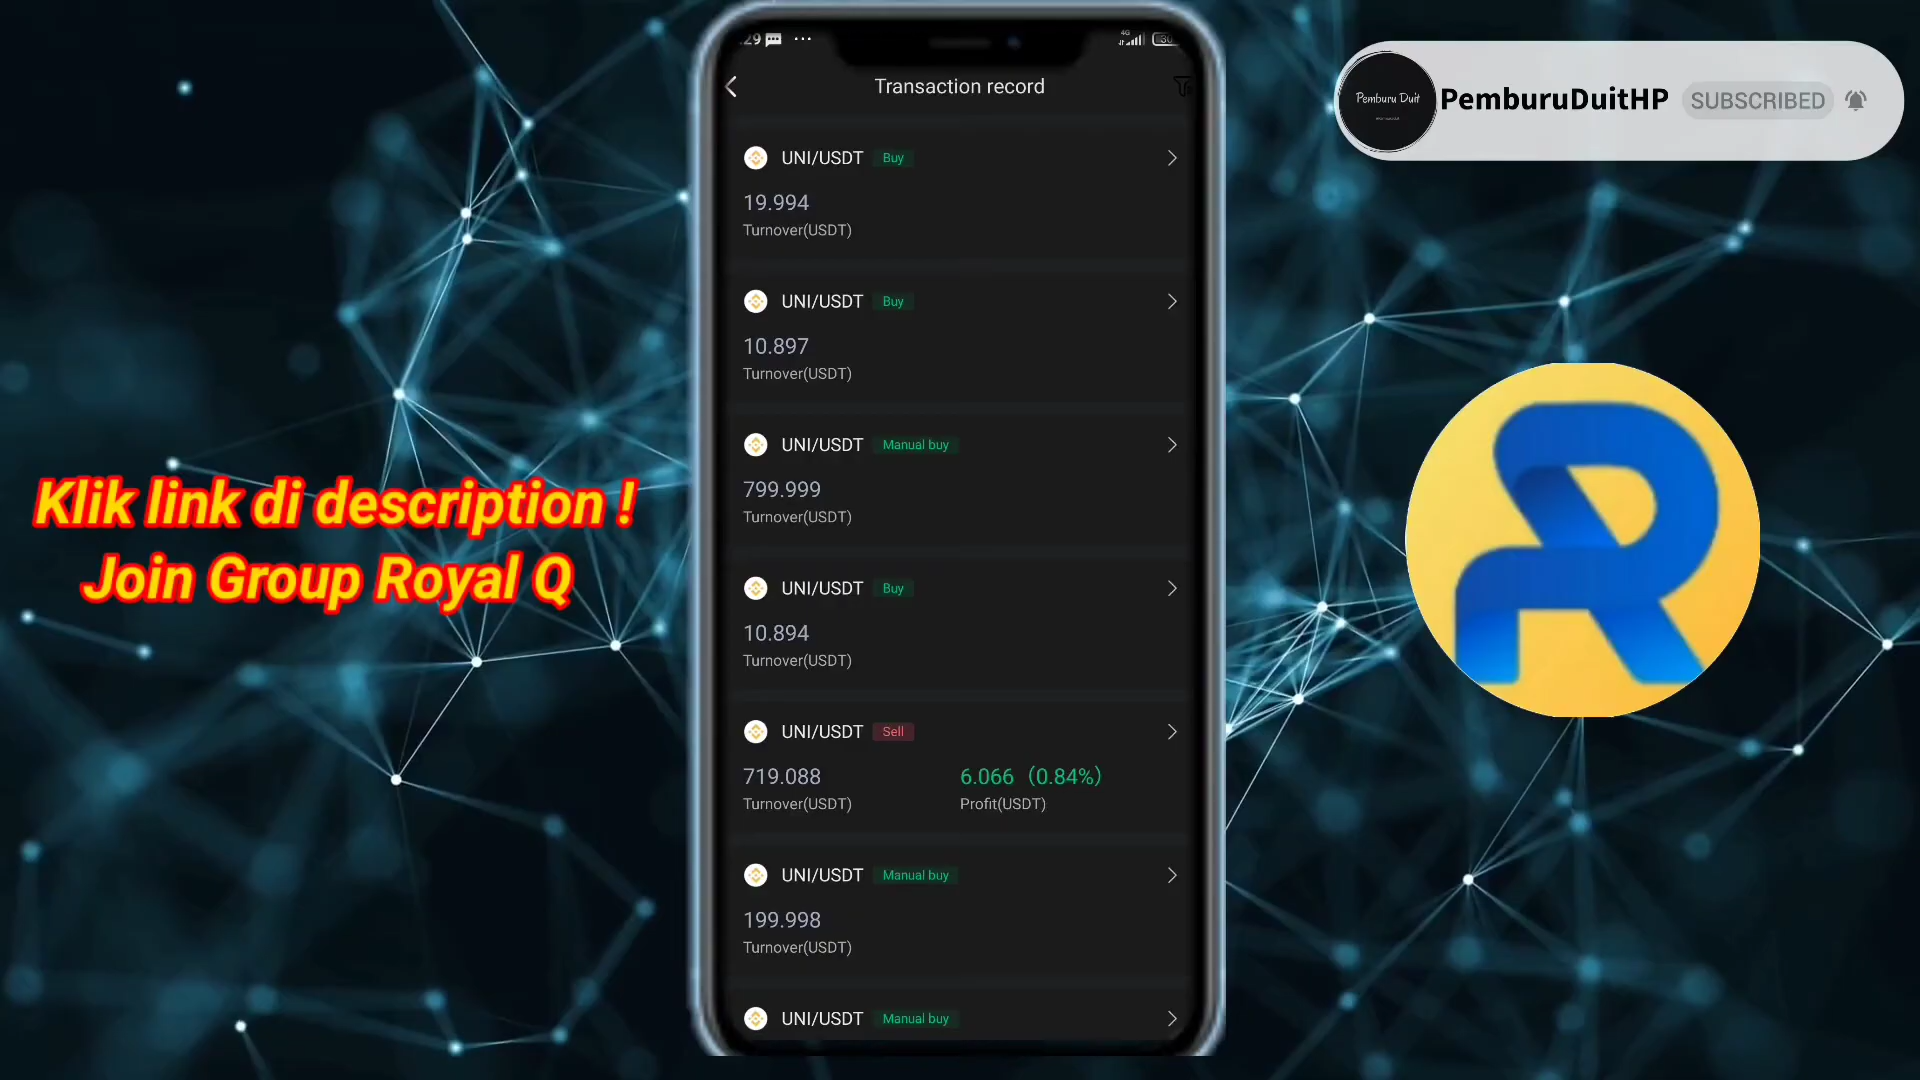 :29 ...
4G
30
Transaction record
UNI/USDT Buy
19.994
Turnover(USDT)
UNI/USDT Buy
10.897
Turnover(USDT)
UNI/USDT Manual buy
799.999
Turnover(USDT)
UNI/USDT Buy
10.894
Turnover(USDT)
UNI/USDT Sell
719.088 6.066 (0.84%)
Turnover(USDT) Profit(USDT)
UNI/USDT Manual buy
199.998
Turnover(USDT)
UNI/USDT Manual buy
Klik link di description !
Join Group Royal Q
Pemburu Duit
PemburuDuitHP SUBSCRIBED